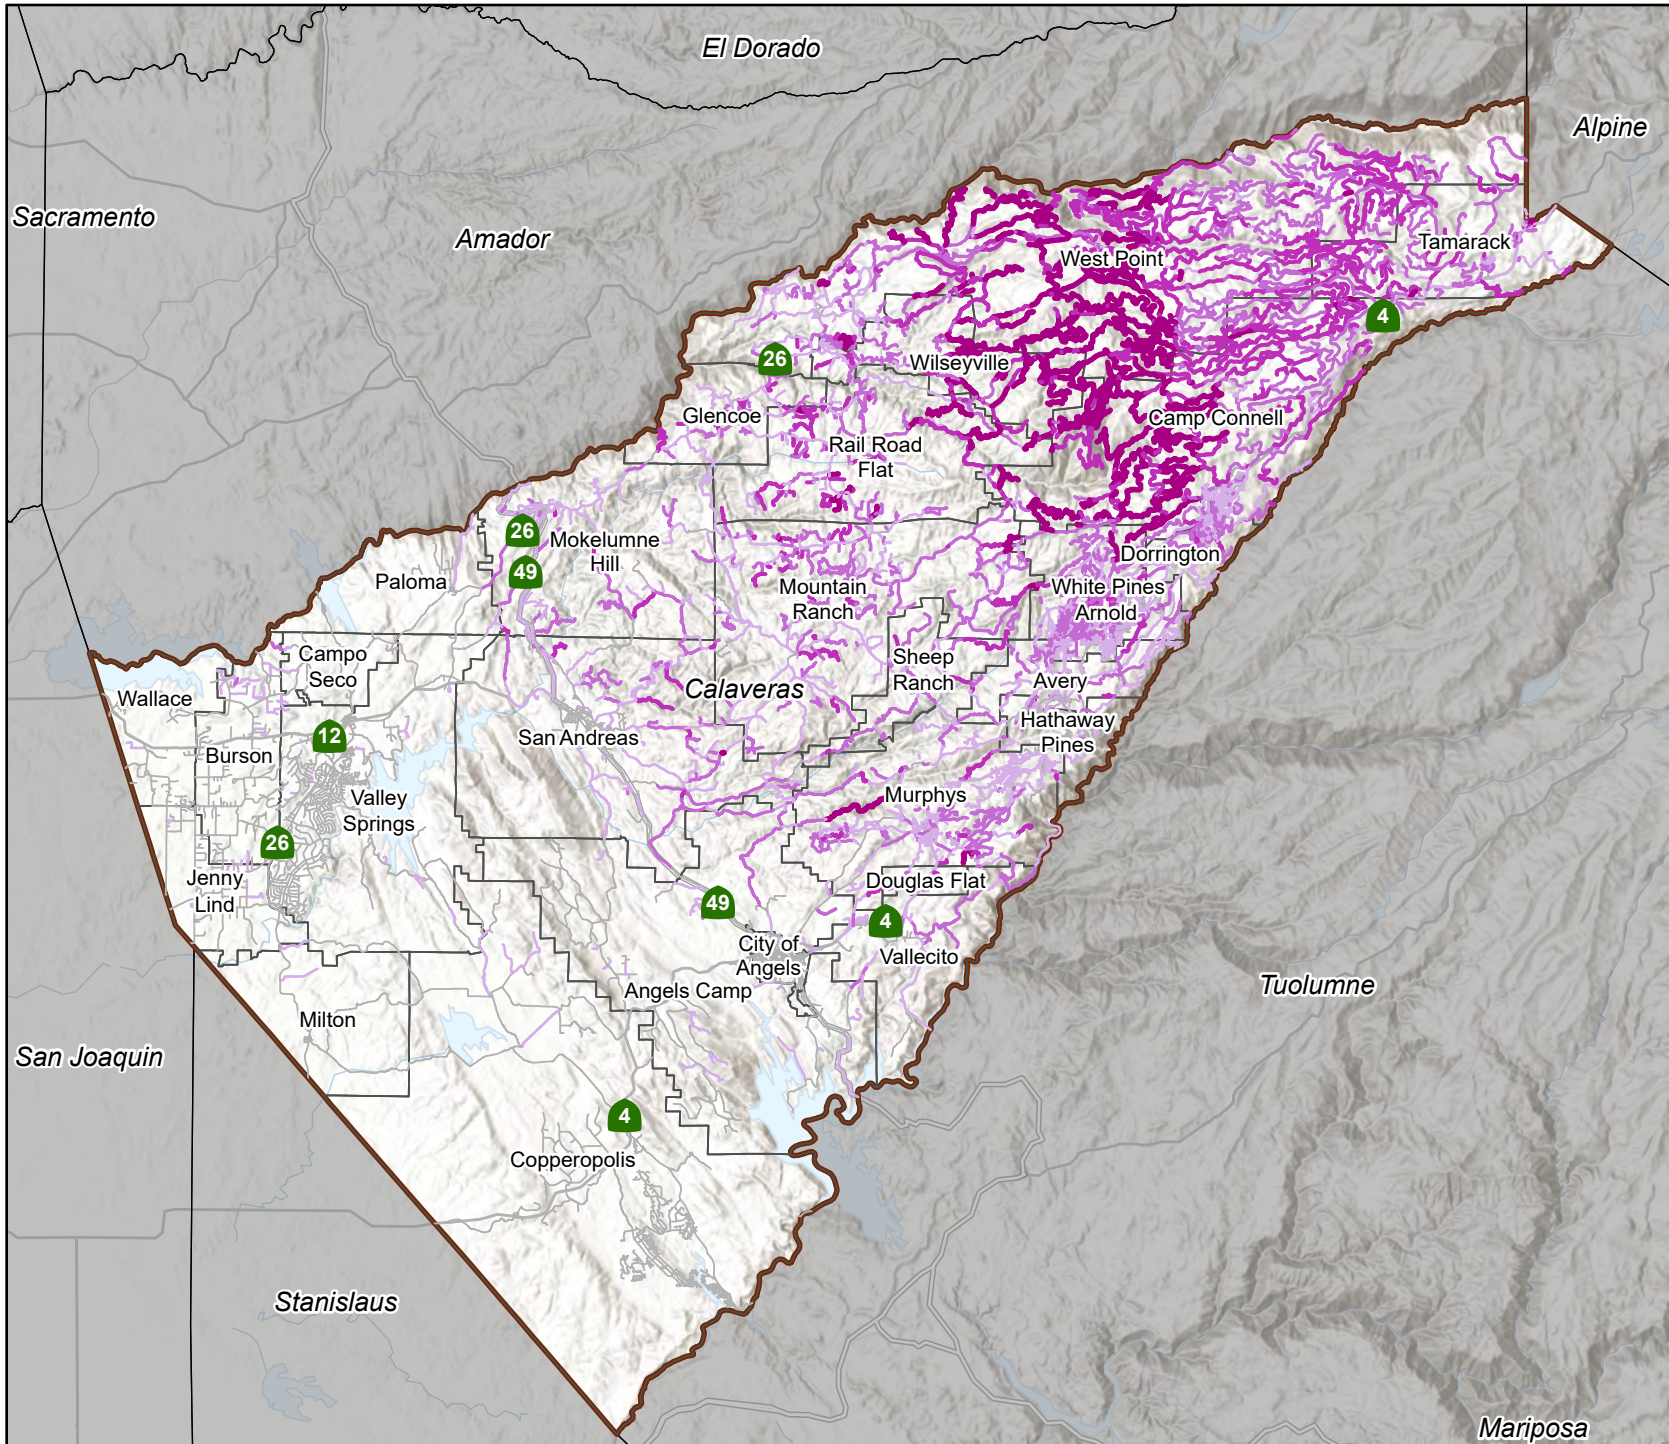 El Dorado
Alpine
Sacramento
Amador
Tamarack
West Point
4
26
Wilseyville
Glencoe
Camp Connell
Rail Road
Flat
26
Mokelumne
Hill
Dorrington
49
Paloma
Mountain
Ranch
White Pines
Arnold
Campo
Seco
Sheep
Ranch
Avery
Wallace
Calaveras
Hathaway
Pines
12
San Andreas
Burson
Valley
Springs
Murphys
26
Jenny
Lind
Douglas Flat
49
4
City of
Angels
Vallecito
Angels Camp
Tuolumne
Milton
San Joaquin
4
Copperopolis
Stanislaus
Mariposa